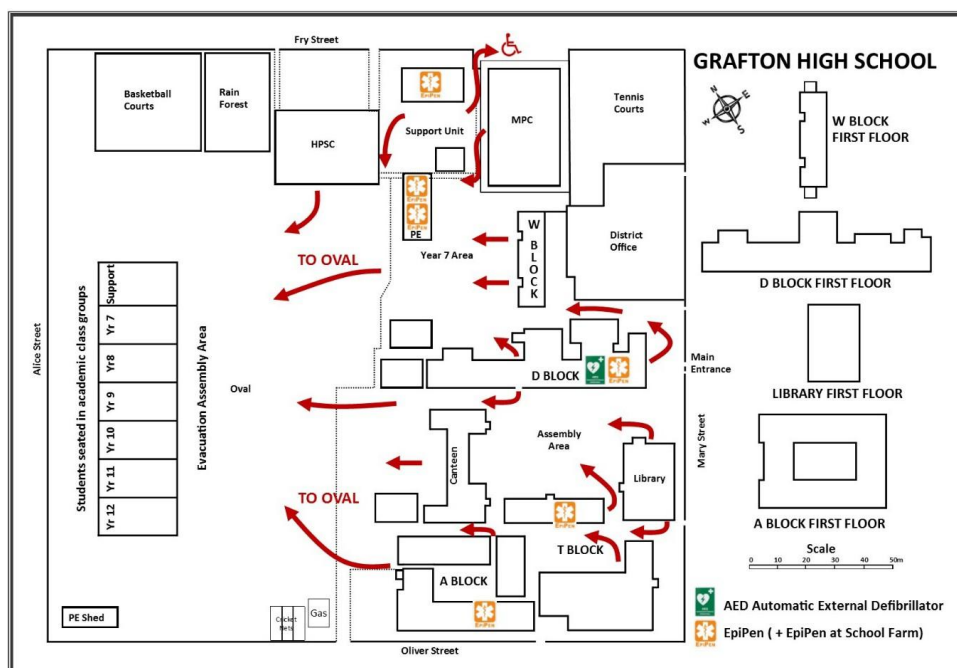 Fry Street
GRAFTON HIGH SCHOOL
Basketball
Courts
Rain
Forest
EpiPen
Support Unit
HPSC
MPC
Tennis
Courts
N
E
W
S
W BLOCK
FIRST FLOOR
EpiPen
EpiPen
PE
Year 7 Area
W BLOCK
District
Office
D BLOCK FIRST FLOOR
TO OVAL
Alice Street
Students seated in academic class groups
Support
Yr 7
Yr8
Yr 9
Yr 10
Yr 11
Yr 12
Evacuation Assembly Area
Oval
D BLOCK
AED
EpiPen
Main
Entrance
LIBRARY FIRST FLOOR
Canteen
Assembly
Area
Library
Mary Street
TO OVAL
EpiPen
T BLOCK
A BLOCK
EpiPen
A BLOCK FIRST FLOOR
Scale
0 10 20 30 40 50m
PE Shed
Cricket
Nets
Gas
AED
AED Automatic External Defibrillator
EpiPen
EpiPen ( + EpiPen at School Farm)
Oliver Street